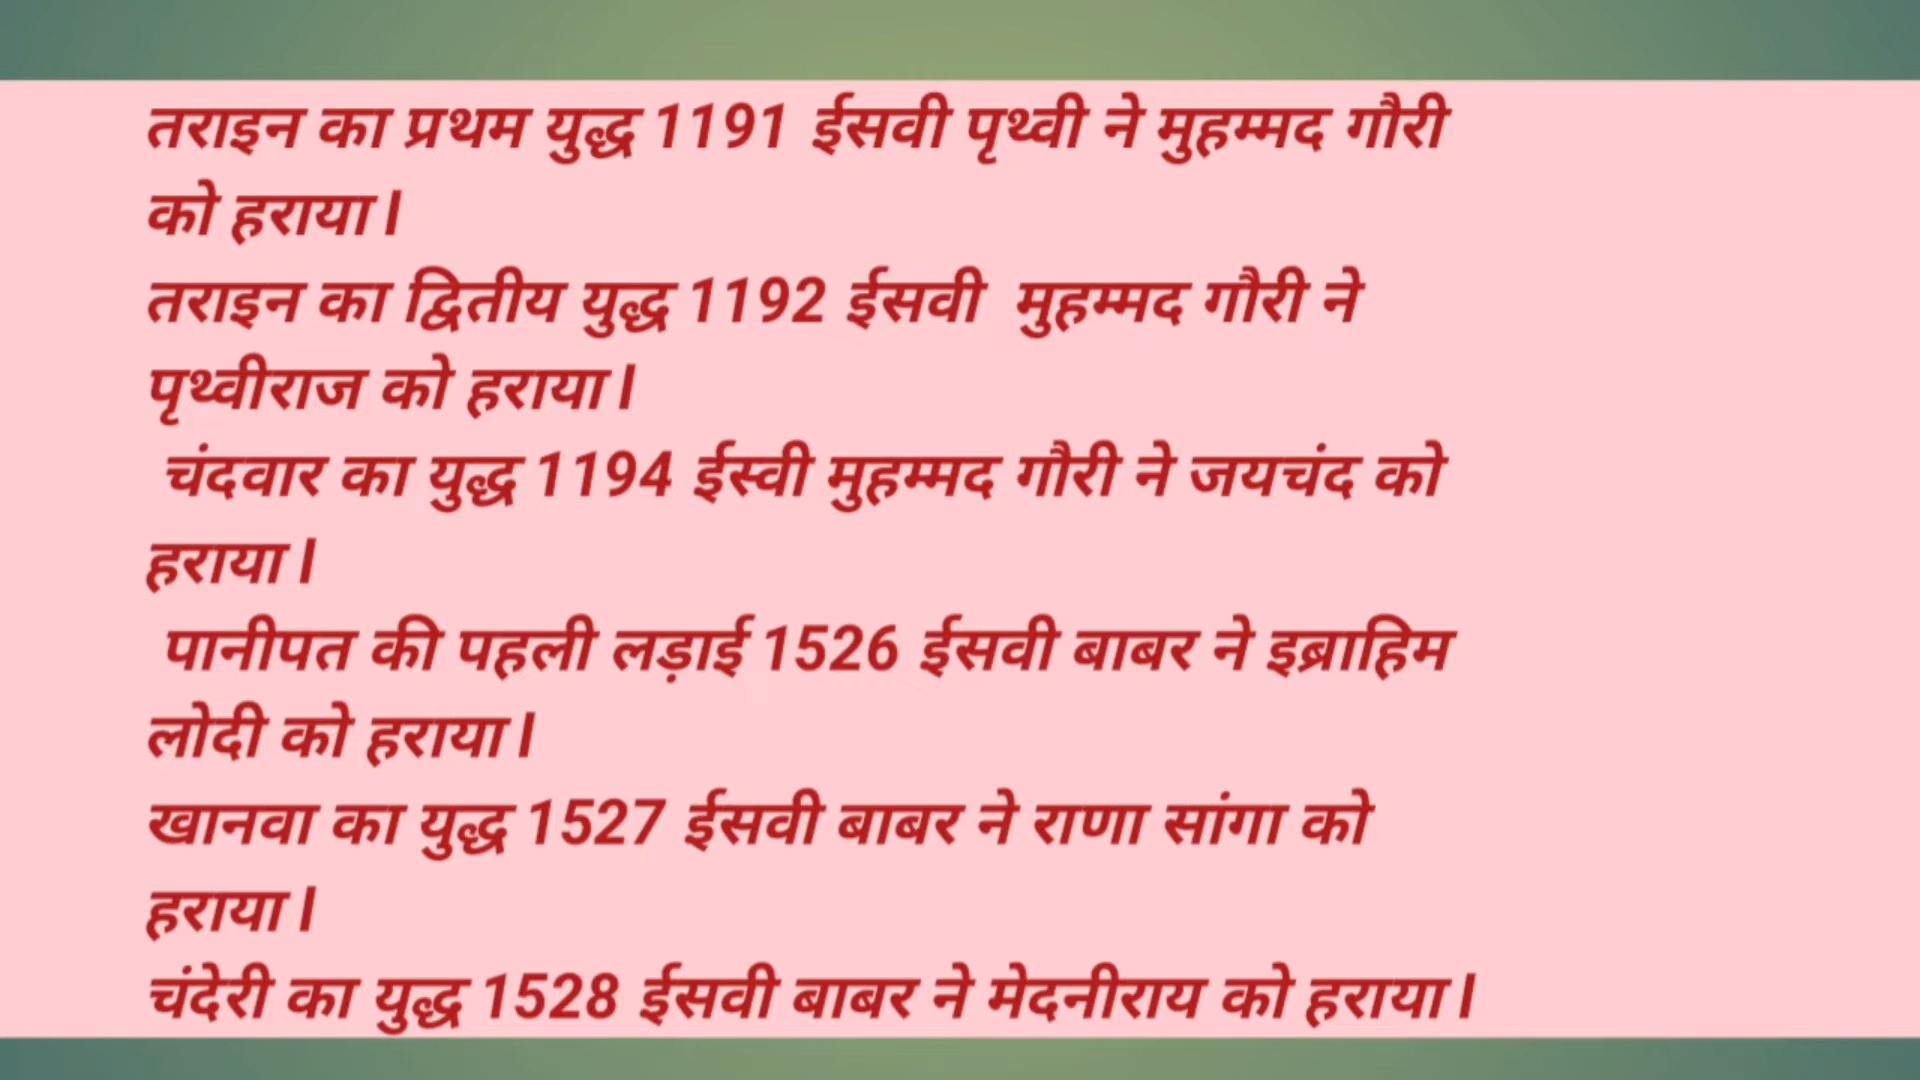 तराइन का प्रथम युद्ध 1191 ईसवी पृथ्वी ने मुहम्मद गौरी
को हराया।
तराइन का द्वितीय युद्ध 1192 ईसवी मुहम्मद गौरी ने
पृथ्वीराज को हराया।
चंदवार का युद्ध 1194 ईस्वी मुहम्मद गौरी ने जयचंद को
हराया।
पानीपत की पहली लड़ाई 1526 ईसवी बाबर ने इब्राहिम
लोदी को हराया।
खानवा का युद्ध 1527 ईसवी बाबर ने राणा सांगा को
हराया।
चंदेरी का युद्ध 1528 ईसवी बाबर ने मेदनीराय को हराया।